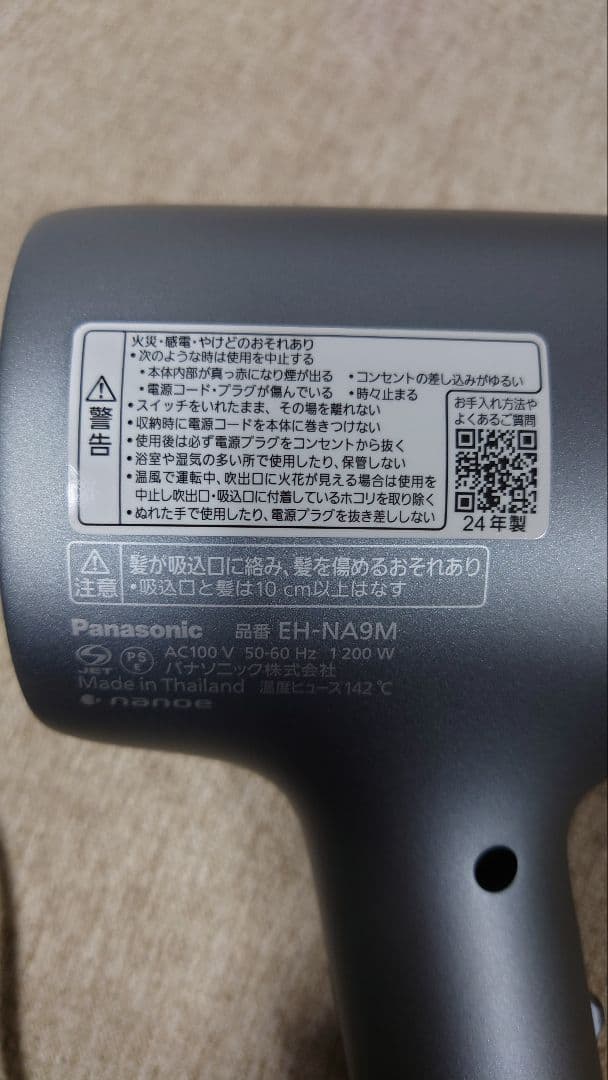 警告
火災・感電・やけどのおそれあり
•次のような時は使用を中止する
•本体内部が真っ赤になり煙が出る •コンセントの差し込みがゆるい
•電源コード・プラグが傷んでいる •時々止まる
•スイッチをいれたまま、その場を離れない
•収納時に電源コードを本体に巻きつけない
•使用後は必ず電源プラグをコンセントから抜く
•浴室や湿気の多い所で使用したり、保管しない
•温風で運転中、吹出口に火花が見える場合は使用を
中止し吹出口・吸込口に付着しているホコリを取り除く
•ぬれた手で使用したり、電源プラグを抜き差ししない
お手入れ方法や
よくあるご質問
24年製
注意
髪が吸込口に絡み、髪を傷めるおそれあり
•吸込口と髪は10 cm以上はなす
Panasonic 品番 EH-NA9M
JET PS E AC100 V 50-60 Hz 1 200 W
パナソニック株式会社
Made in Thailand 温度ヒューズ142 ℃
nanoe